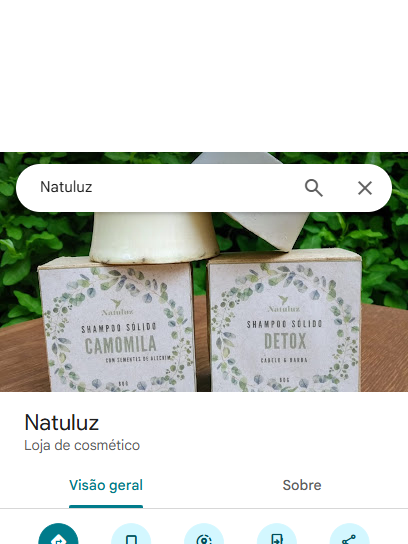 Natuluz
Natuluz
SHAMPOO SÓLIDO
CAMOMILA
COM SEMENTES DE ALECRIM
80G
Natuluz
SHAMPOO SÓLIDO
DETOX
CABELO & BARBA
80G
Natuluz
Loja de cosmético
Visão geral
Sobre